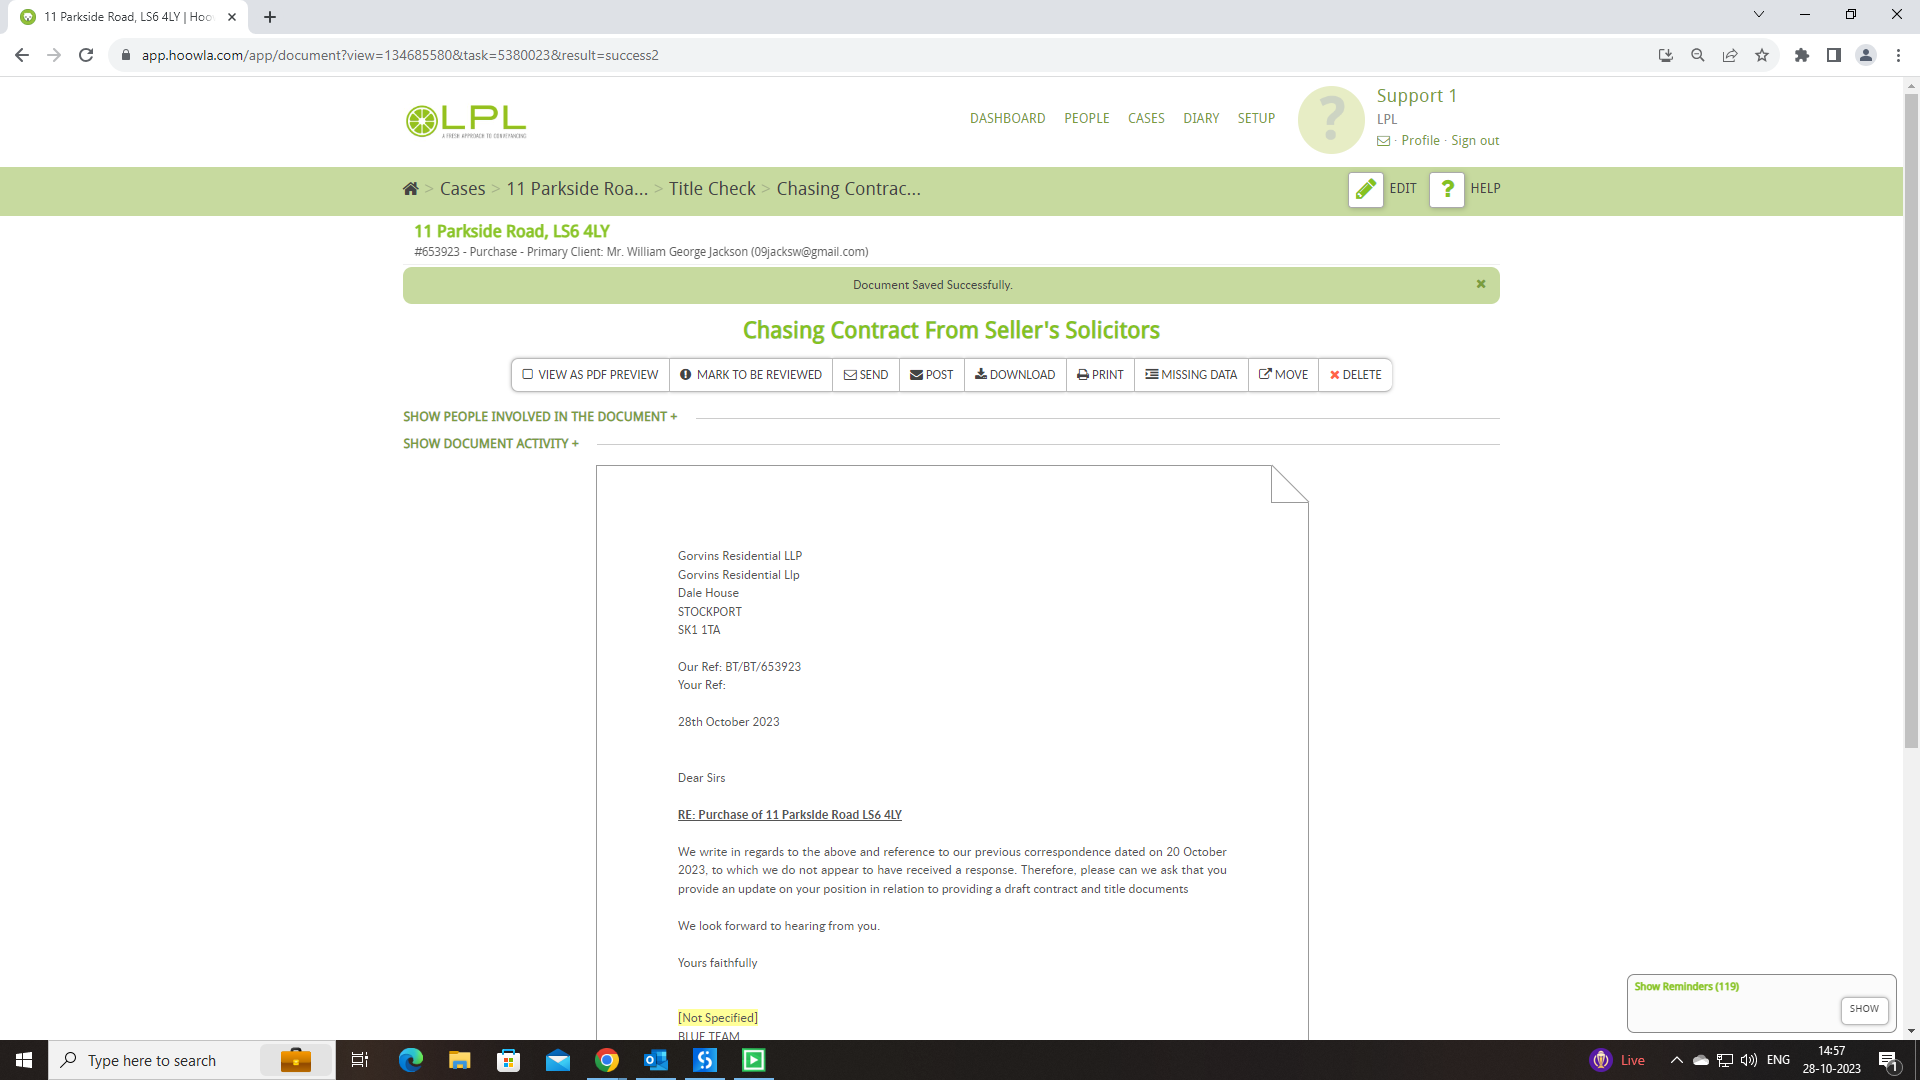 11 Parkside Road, LS6 4LY | Hoo
app.hoowla.com/app/document?view=134685580&task=5380023&result=success2
LPL
A FRESH APPROACH TO CONVEYANCING
DASHBOARD PEOPLE CASES DIARY SETUP
?
Support 1
LPL
· Profile · Sign out
> Cases > 11 Parkside Roa... > Title Check > Chasing Contrac...
EDIT ? HELP
11 Parkside Road, LS6 4LY
#653923 - Purchase - Primary Client: Mr. William George Jackson (09jacksw@gmail.com)
Document Saved Successfully.
Chasing Contract From Seller's Solicitors
VIEW AS PDF PREVIEW MARK TO BE REVIEWED SEND POST DOWNLOAD PRINT MISSING DATA MOVE DELETE
SHOW PEOPLE INVOLVED IN THE DOCUMENT +
SHOW DOCUMENT ACTIVITY +
Gorvins Residential LLP
Gorvins Residential Llp
Dale House
STOCKPORT
SK1 1TA
Our Ref: BT/BT/653923
Your Ref:
28th October 2023
Dear Sirs
RE: Purchase of 11 Parkside Road LS6 4LY
We write in regards to the above and reference to our previous correspondence dated on 20 October
2023, to which we do not appear to have received a response. Therefore, please can we ask that you
provide an update on your position in relation to providing a draft contract and title documents
We look forward to hearing from you.
Yours faithfully
[Not Specified]
BLUE TEAM
Show Reminders (119)
SHOW
Type here to search
Live
ENG
14:57
28-10-2023
1